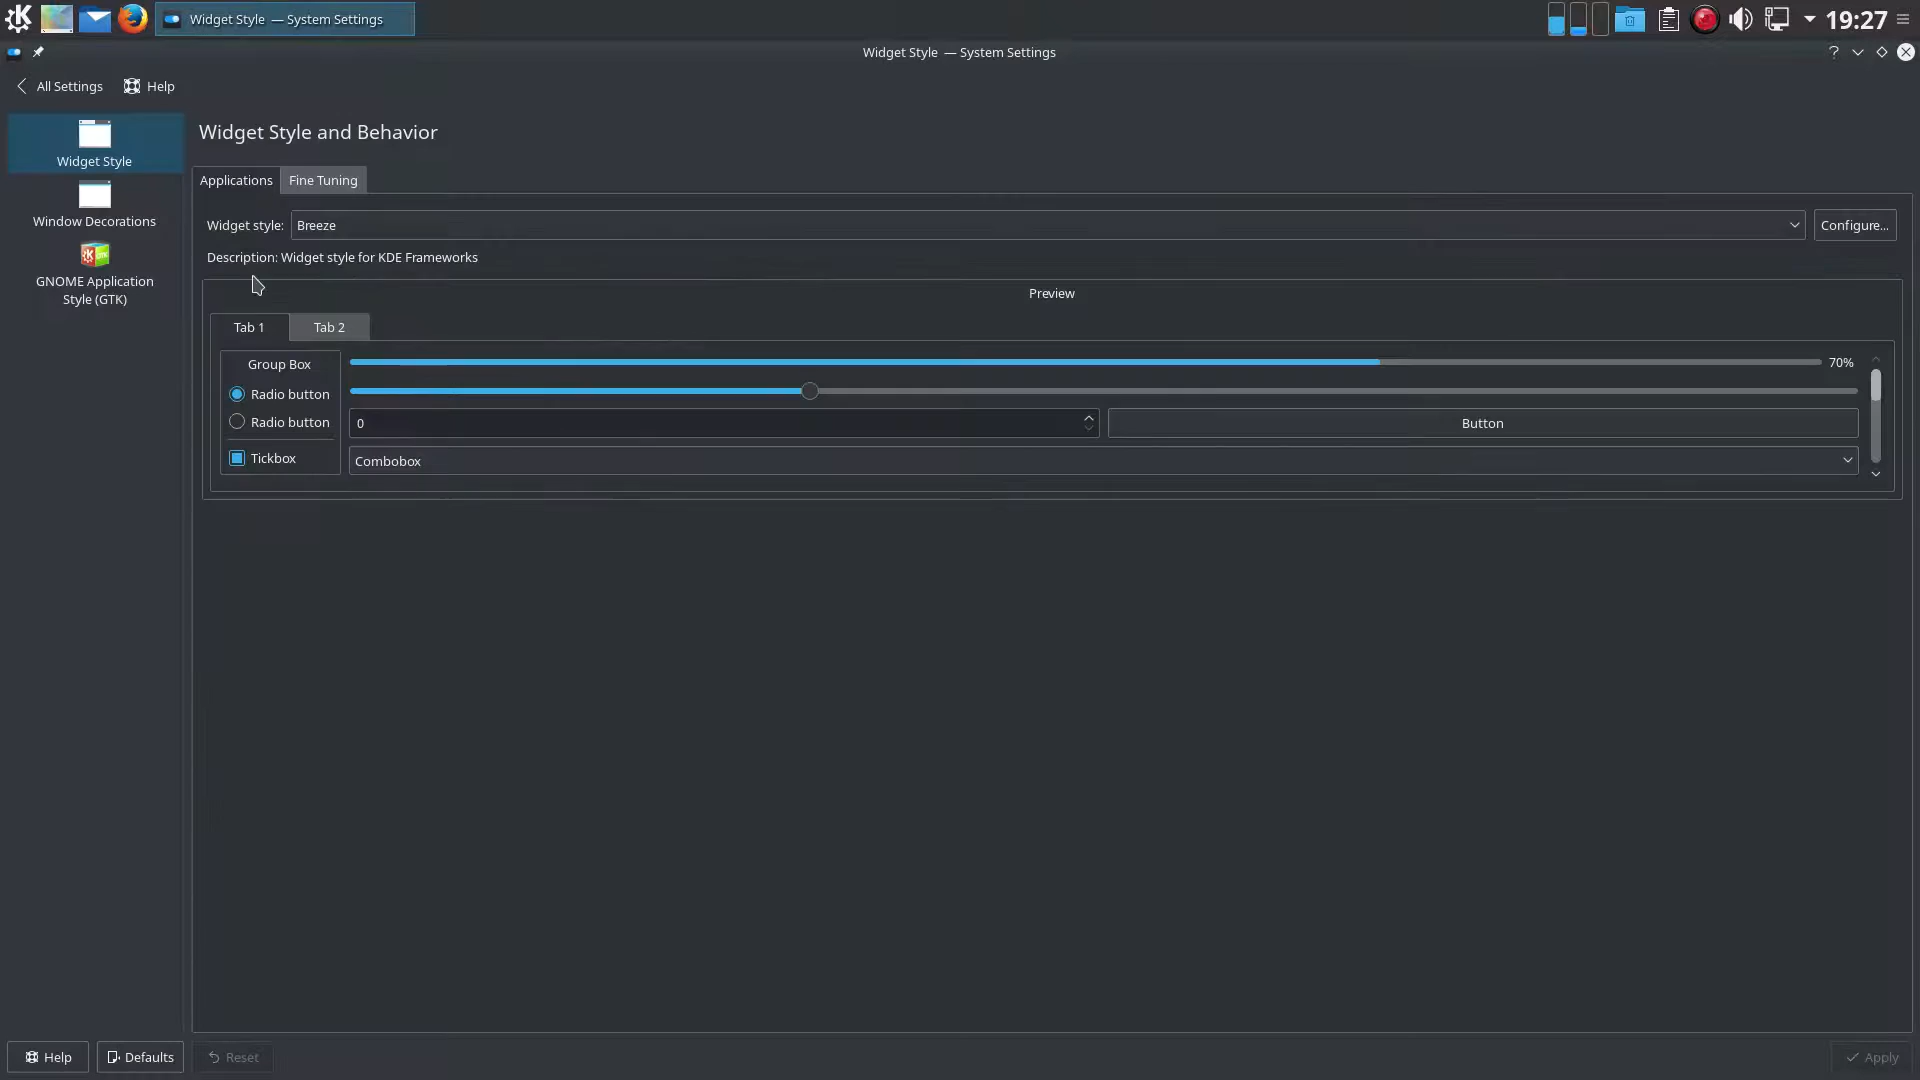 Widget Style — System Settings
19:27
Widget Style — System Settings
All Settings
Help
Widget Style
Window Decorations
GNOME Application
Style (GTK)
Widget Style and Behavior
Applications
Fine Tuning
Widget style:
Breeze
Configure...
Description: Widget style for KDE Frameworks
Preview
Tab 1
Tab 2
Group Box
70%
Radio button
Radio button
0
Button
Tickbox
Combobox
Help
Defaults
Reset
Apply